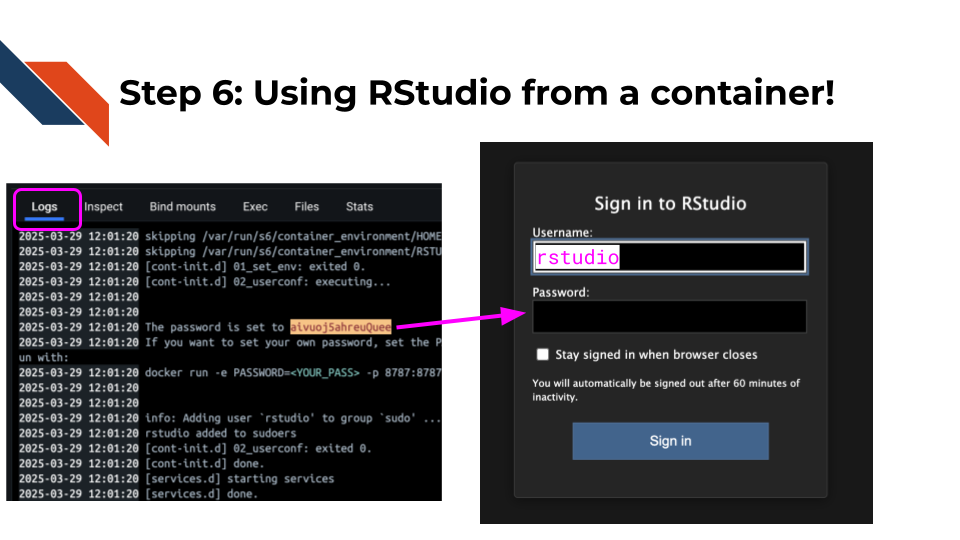 Step 6: Using RStudio from a container!
Logs Inspect Bind mounts Exec Files Stats
2025-03-29 12:01:20 skipping /var/run/s6/container_environment/HOME
2025-03-29 12:01:20 skipping /var/run/s6/container_environment/RSTU
2025-03-29 12:01:20 [cont-init.d] 01_set_env: exited 0.
2025-03-29 12:01:20 [cont-init.d] 02_userconf: executing...
2025-03-29 12:01:20
2025-03-29 12:01:20
2025-03-29 12:01:20 The password is set to aivuoj5ahreuQuee
2025-03-29 12:01:20 If you want to set your own password, set the P
un with:
2025-03-29 12:01:20 docker run -e PASSWORD=<YOUR_PASS> -p 8787:8787
2025-03-29 12:01:20
2025-03-29 12:01:20
2025-03-29 12:01:20 info: Adding user `rstudio' to group `sudo' ...
2025-03-29 12:01:20 rstudio added to sudoers
2025-03-29 12:01:20 [cont-init.d] 02_userconf: exited 0.
2025-03-29 12:01:20 [cont-init.d] done.
2025-03-29 12:01:20 [services.d] starting services
2025-03-29 12:01:20 [services.d] done.
Sign in to RStudio
Username:
rstudio
Password:
Stay signed in when browser closes
You will automatically be signed out after 60 minutes of
inactivity.
Sign in